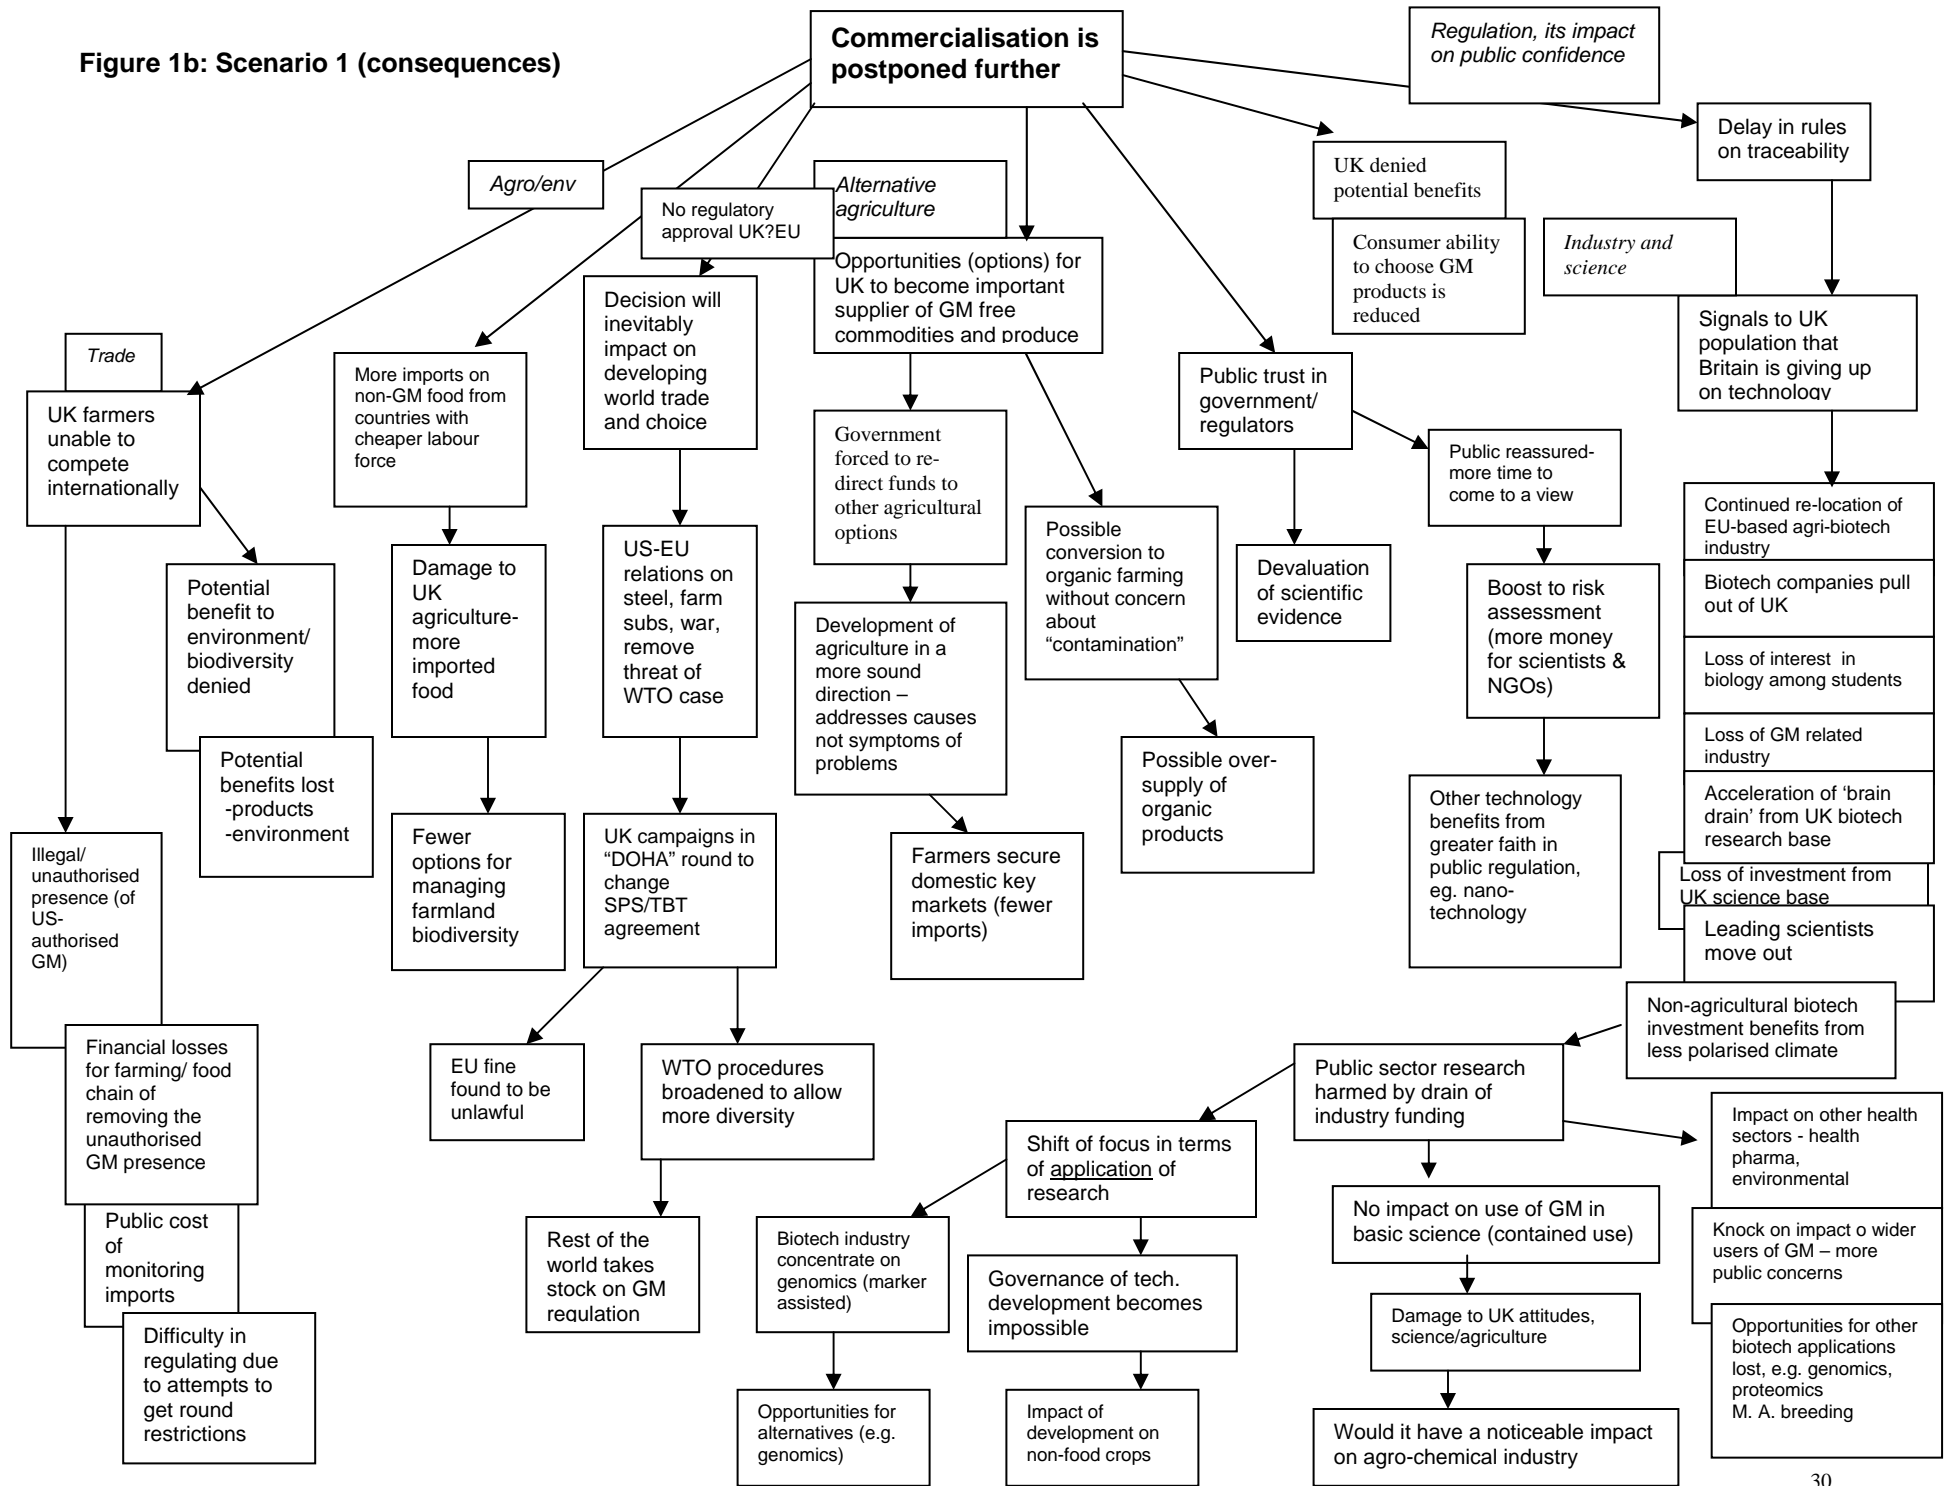 Figure 1b: Scenario 1 (consequences)
Commercialisation is
postponed further
Regulation, its impact
on public confidence
Delay in rules
on traceability
Agro/env
No regulatory
approval UK?EU
Alternative
agriculture
UK denied
potential benefits
Consumer ability
to choose GM
products is
reduced
Industry and
science
Trade
UK farmers
unable to
compete
internationally
More imports on
non-GM food from
countries with
cheaper labour
force
Decision will
inevitably
impact on
developing
world trade
and choice
Opportunities (options) for
UK to become important
supplier of GM free
commodities and produce
Public trust in
government/
regulators
Signals to UK
population that
Britain is giving up
on technology
Government
forced to re-
direct funds to
other agricultural
options
Public reassured-
more time to
come to a view
Potential
benefit to
environment/
biodiversity
denied
Damage to
UK
agriculture-
more
imported
food
US-EU
relations on
steel, farm
subs, war,
remove
threat of
WTO case
Development of
agriculture in a
more sound
direction –
addresses causes
not symptoms of
problems
Possible
conversion to
organic farming
without concern
about
“contamination”
Devaluation
of scientific
evidence
Boost to risk
assessment
(more money
for scientists &
NGOs)
Continued re-location of
EU-based agri-biotech
industry
Biotech companies pull
out of UK
Loss of interest in
biology among students
Loss of GM related
industry
Acceleration of ‘brain
drain’ from UK biotech
research base
Loss of investment from
UK science base
Leading scientists
move out
Potential
benefits lost
-products
-environment
Illegal/
unauthorised
presence (of
US-
authorised
GM)
Fewer
options for
managing
farmland
biodiversity
UK campaigns in
“DOHA” round to
change
SPS/TBT
agreement
Farmers secure
domestic key
markets (fewer
imports)
Possible over-
supply of
organic
products
Other technology
benefits from
greater faith in
public regulation,
eg. nano-
technology
Non-agricultural biotech
investment benefits from
less polarised climate
Financial losses
for farming/ food
chain of
removing the
unauthorised
GM presence
EU fine
found to be
unlawful
WTO procedures
broadened to allow
more diversity
Public sector research
harmed by drain of
industry funding
Impact on other health
sectors - health
pharma,
environmental
Shift of focus in terms
of application of
research
Public cost
of
monitoring
imports
Rest of the
world takes
stock on GM
regulation
Biotech industry
concentrate on
genomics (marker
assisted)
Governance of tech.
development becomes
impossible
No impact on use of GM in
basic science (contained use)
Knock on impact o wider
users of GM – more
public concerns
Difficulty in
regulating due
to attempts to
get round
restrictions
Damage to UK attitudes,
science/agriculture
Opportunities for other
biotech applications
lost, e.g. genomics,
proteomics
M. A. breeding
Opportunities for
alternatives (e.g.
genomics)
Impact of
development on
non-food crops
Would it have a noticeable impact
on agro-chemical industry
30